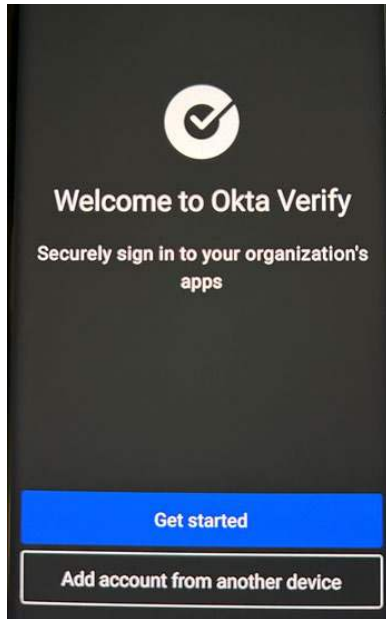 Welcome to Okta Verify
Securely sign in to your organization's
apps
Get started
Add account from another device